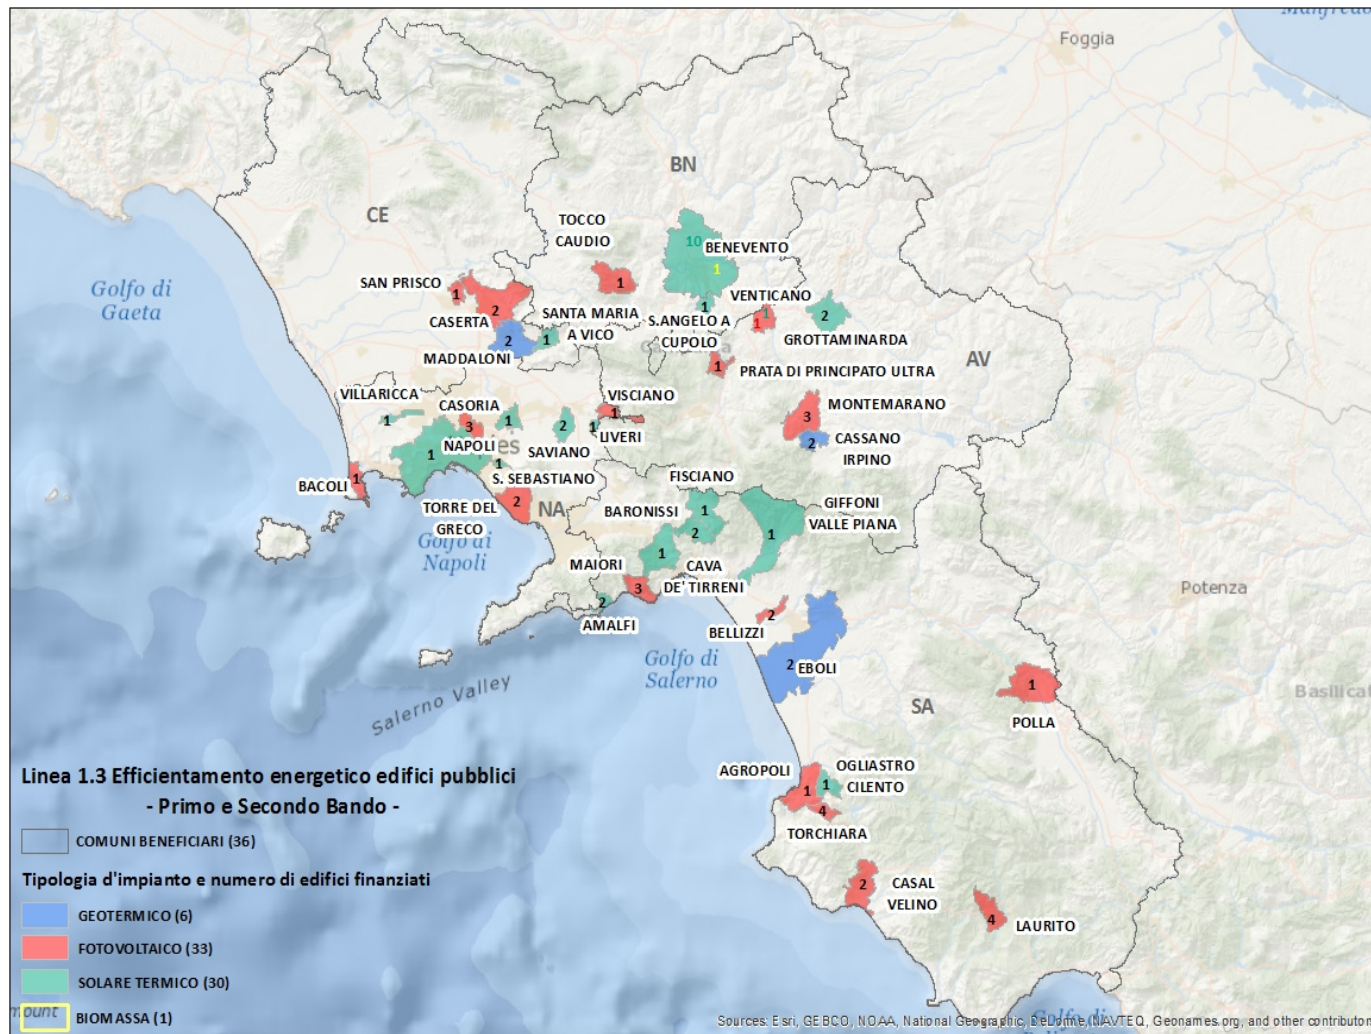 Manfredo
Foggia
BN
CE
TOCCO
CAUDIO
10
BENEVENTO
1
Golfo di
Gaeta
SAN PRISCO
1
1
2
CASERTA
SANTA MARIA
A VICO
1
1
S.ANGELO A
CUPOLO
VENTICANO
1
1
2
GROTTAMINARDA
MADDALONI
2
AV
1
PRATA DI PRINCIPATO ULTRA
VILLARICCA
1
CASORIA
3
1
VISCIANO
1
2
1
LIVERI
SAVIANO
3
MONTEMARANO
2
CASSANO
IRPINO
NAPOLI
1
1
S. SEBASTIANO
BACOLI
1
TORRE DEL
GRECO
2
NA
Golfo di
Napoli
FISCIANO
1
BARONISSI
2
GIFFONI
VALLE PIANA
1
1
CAVA
DE' TIRRENI
MAIORI
3
2
AMALFI
Potenza
BELLIZZI
2
2
EBOLI
Golfo di
Salerno
Salerno Valley
SA
1
POLLA
Basilicat
AGROPOLI
1
OGLIASTRO
CILENTO
1
4
TORCHIARA
2
CASAL
VELINO
4
LAURITO
Linea 1.3 Efficientamento energetico edifici pubblici
- Primo e Secondo Bando -
COMUNI BENEFICIARI (36)
Tipologia d'impianto e numero di edifici finanziati
GEOTERMICO (6)
FOTOVOLTAICO (33)
SOLARE TERMICO (30)
BIOMASSA (1)
mount
Golfo di
Sources: Esri, GEBCO, NOAA, National Geographic, DeLorme, NAVTEQ, Geonames.org, and other contributors